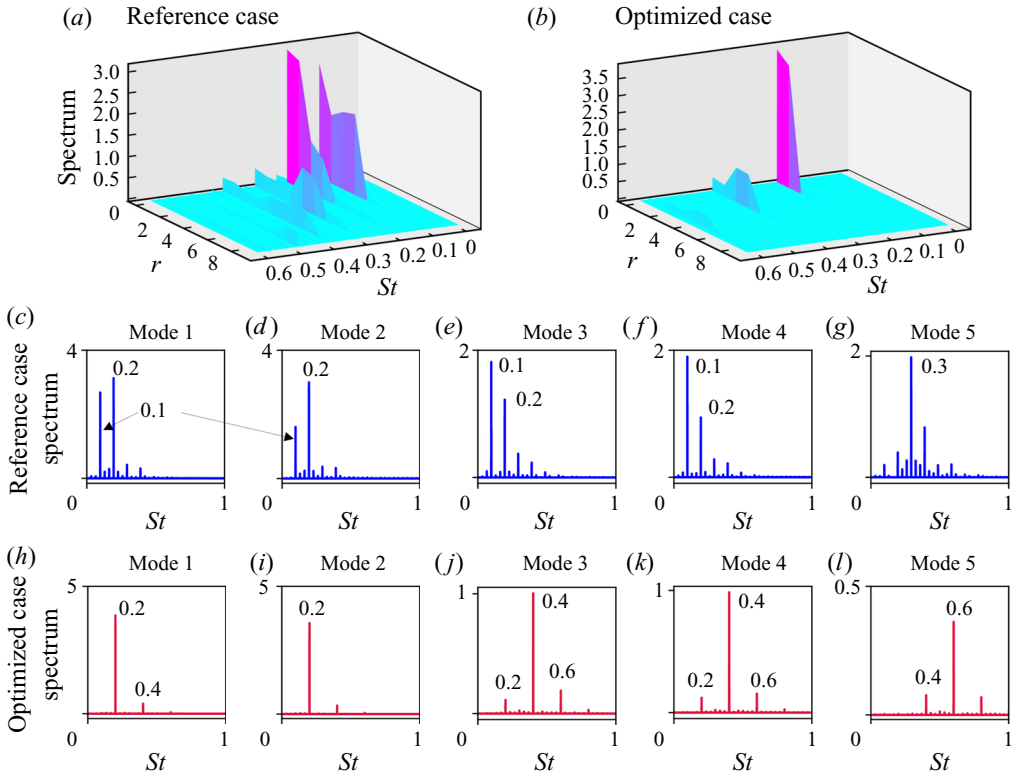 (a) Reference case
(b) Optimized case
Spectrum
3.0
2.5
2.0
1.5
1.0
0.5
0
2
4
6
8
r
0.6
0.5
0.4
0.3
0.2
0.1
0
St
3.5
3.0
2.5
2.0
1.5
1.0
0.5
0
2
4
6
8
r
0.6
0.5
0.4
0.3
0.2
0.1
0
St
Reference case
spectrum
(c) Mode 1
4
0.2
0.1
0
1
St
(d) Mode 2
4
0.2
0
1
St
(e) Mode 3
2
0.1
0.2
0
1
St
(f) Mode 4
2
0.1
0.2
0
1
St
(g) Mode 5
2
0.3
0
1
St
Optimized case
spectrum
(h) Mode 1
5
0.2
0.4
0
1
St
(i) Mode 2
5
0.2
0
1
St
(j) Mode 3
1
0.4
0.2
0.6
0
1
St
(k) Mode 4
1
0.4
0.2
0.6
0
1
St
(l) Mode 5
0.5
0.6
0.4
0
1
St